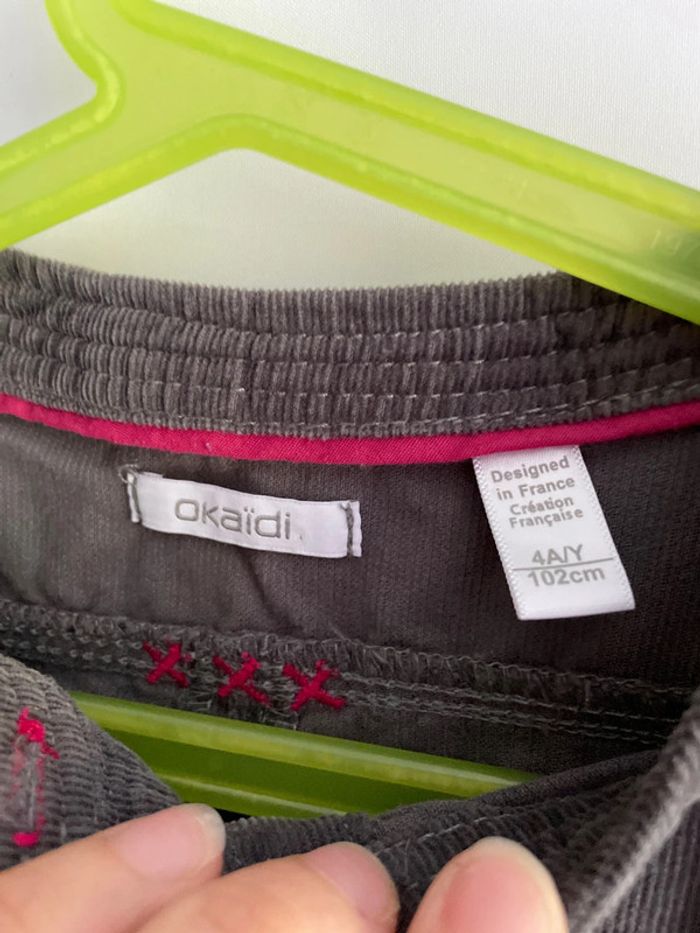 okaïdi
Designed
in France
Création
Française
4A/Y
102cm